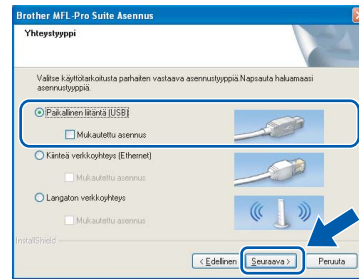 Brother MFL-Pro Suite Asennus
Yhteystyyppi
Valitse käyttötarkoitusta parhaiten vastaava asennustyyppiä.Napsauta haluamaasi
asennustyyppiä.
Paikallinen liitäntä (USB)
Mukautettu asennus
Kiinteä verkkoyhteys (Ethernet)
Mukautettu asennus
Langaton verkkoyhteys
Mukautettu asennus
InstallShield
< Edellinen Seuraava > Peruuta